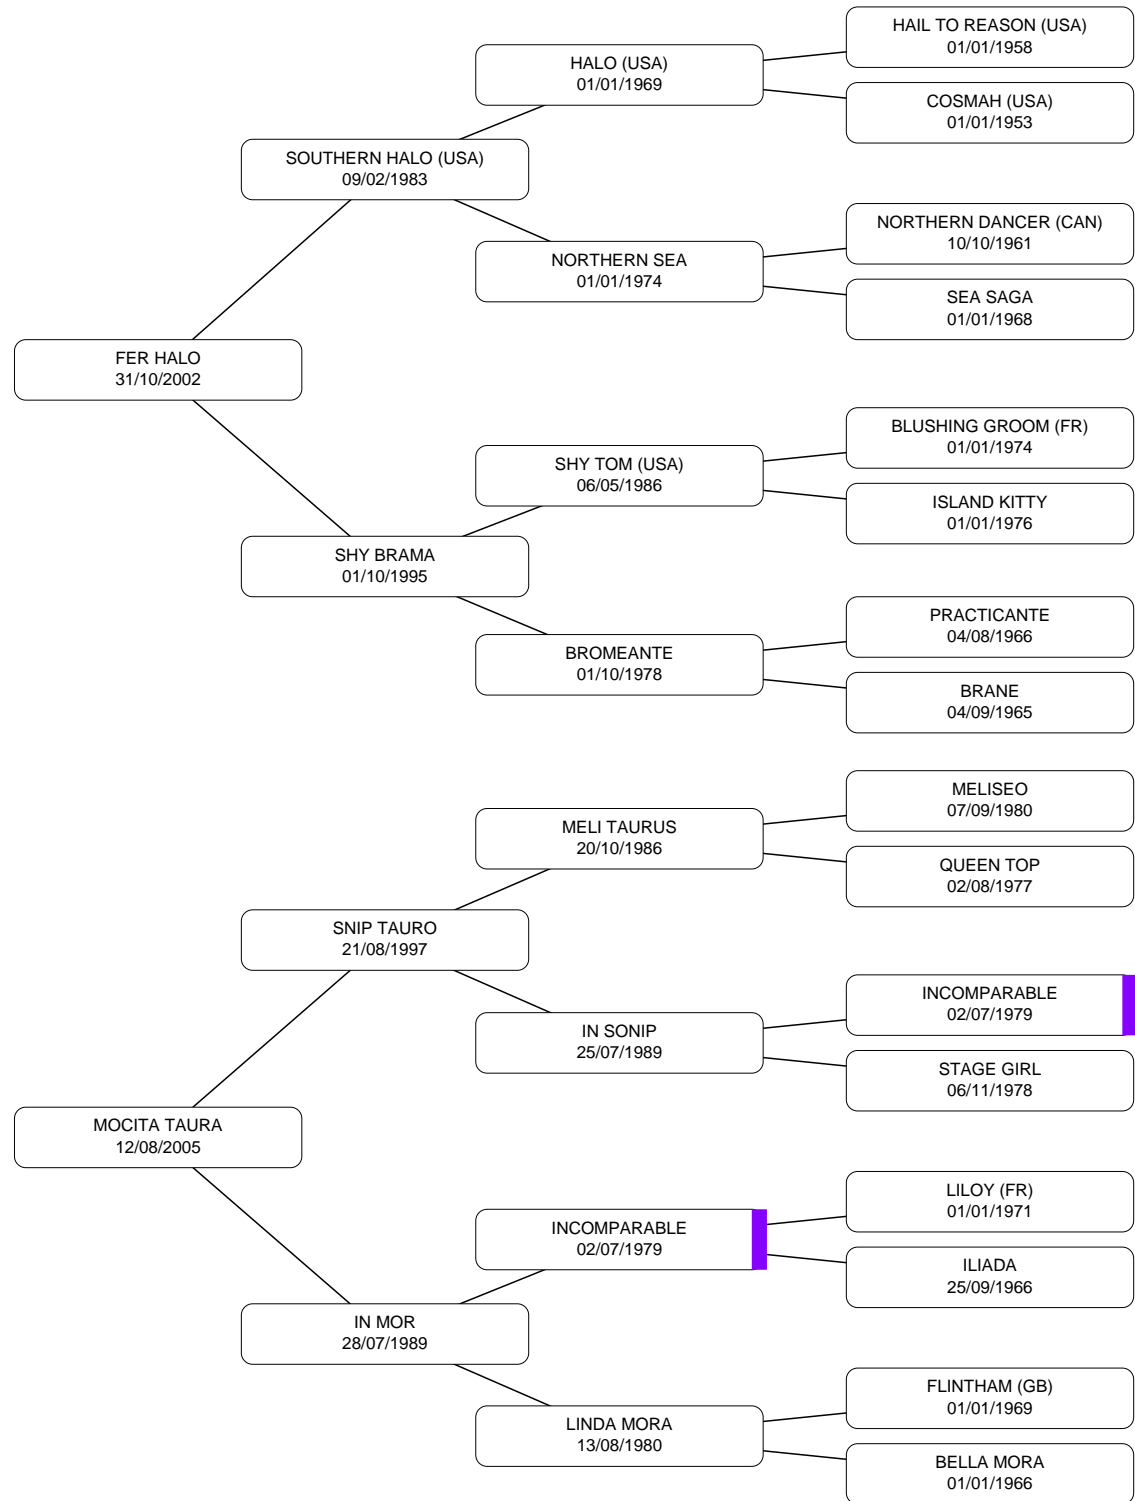 HAIL TO REASON (USA)
01/01/1958
HALO (USA)
01/01/1969
COSMAH (USA)
01/01/1953
SOUTHERN HALO (USA)
09/02/1983
NORTHERN DANCER (CAN)
10/10/1961
NORTHERN SEA
01/01/1974
SEA SAGA
01/01/1968
FER HALO
31/10/2002
BLUSHING GROOM (FR)
01/01/1974
SHY TOM (USA)
06/05/1986
ISLAND KITTY
01/01/1976
SHY BRAMA
01/10/1995
PRACTICANTE
04/08/1966
BROMEANTE
01/10/1978
BRANE
04/09/1965
MELISEO
07/09/1980
MELI TAURUS
20/10/1986
QUEEN TOP
02/08/1977
SNIP TAURO
21/08/1997
INCOMPARABLE
02/07/1979
IN SONIP
25/07/1989
STAGE GIRL
06/11/1978
MOCITA TAURA
12/08/2005
LILOY (FR)
01/01/1971
INCOMPARABLE
02/07/1979
ILIADA
25/09/1966
IN MOR
28/07/1989
FLINTHAM (GB)
01/01/1969
LINDA MORA
13/08/1980
BELLA MORA
01/01/1966